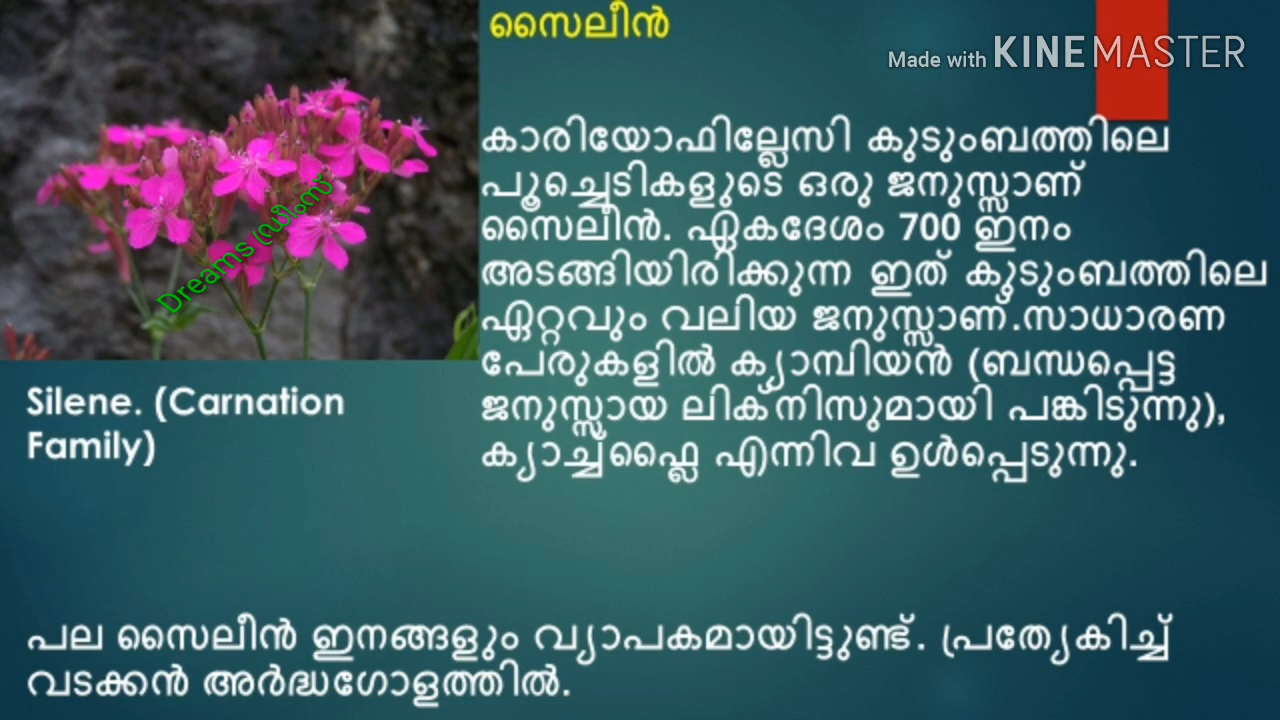 സൈലീൻ
Made with KINEMASTER
കാരിയോഫില്ലേസി കുടുംബത്തിലെ
പൂച്ചെടികളുടെ ഒരു ജനുസ്സാണ്
സൈലീൻ. ഏകദേശം 700 ഇനം
അടങ്ങിയിരിക്കുന്ന ഇത് കുടുംബത്തിലെ
ഏറ്റവും വലിയ ജനുസ്സാണ്.സാധാരണ
പേരുകളിൽ ക്യാമ്പിയൻ (ബന്ധപ്പെട്ട
ജനുസ്സായ ലിക്നിസുമായി പങ്കിടുന്നു),
ക്യാച്ച്ഫ്ലൈ എന്നിവ ഉൾപ്പെടുന്നു.
Dreams ഡ്രീംസ്
Silene. (Carnation
Family)
പല സൈലീൻ ഇനങ്ങളും വ്യാപകമായിട്ടുണ്ട്. പ്രത്യേകിച്ച്
വടക്കൻ അർദ്ധഗോളത്തിൽ.